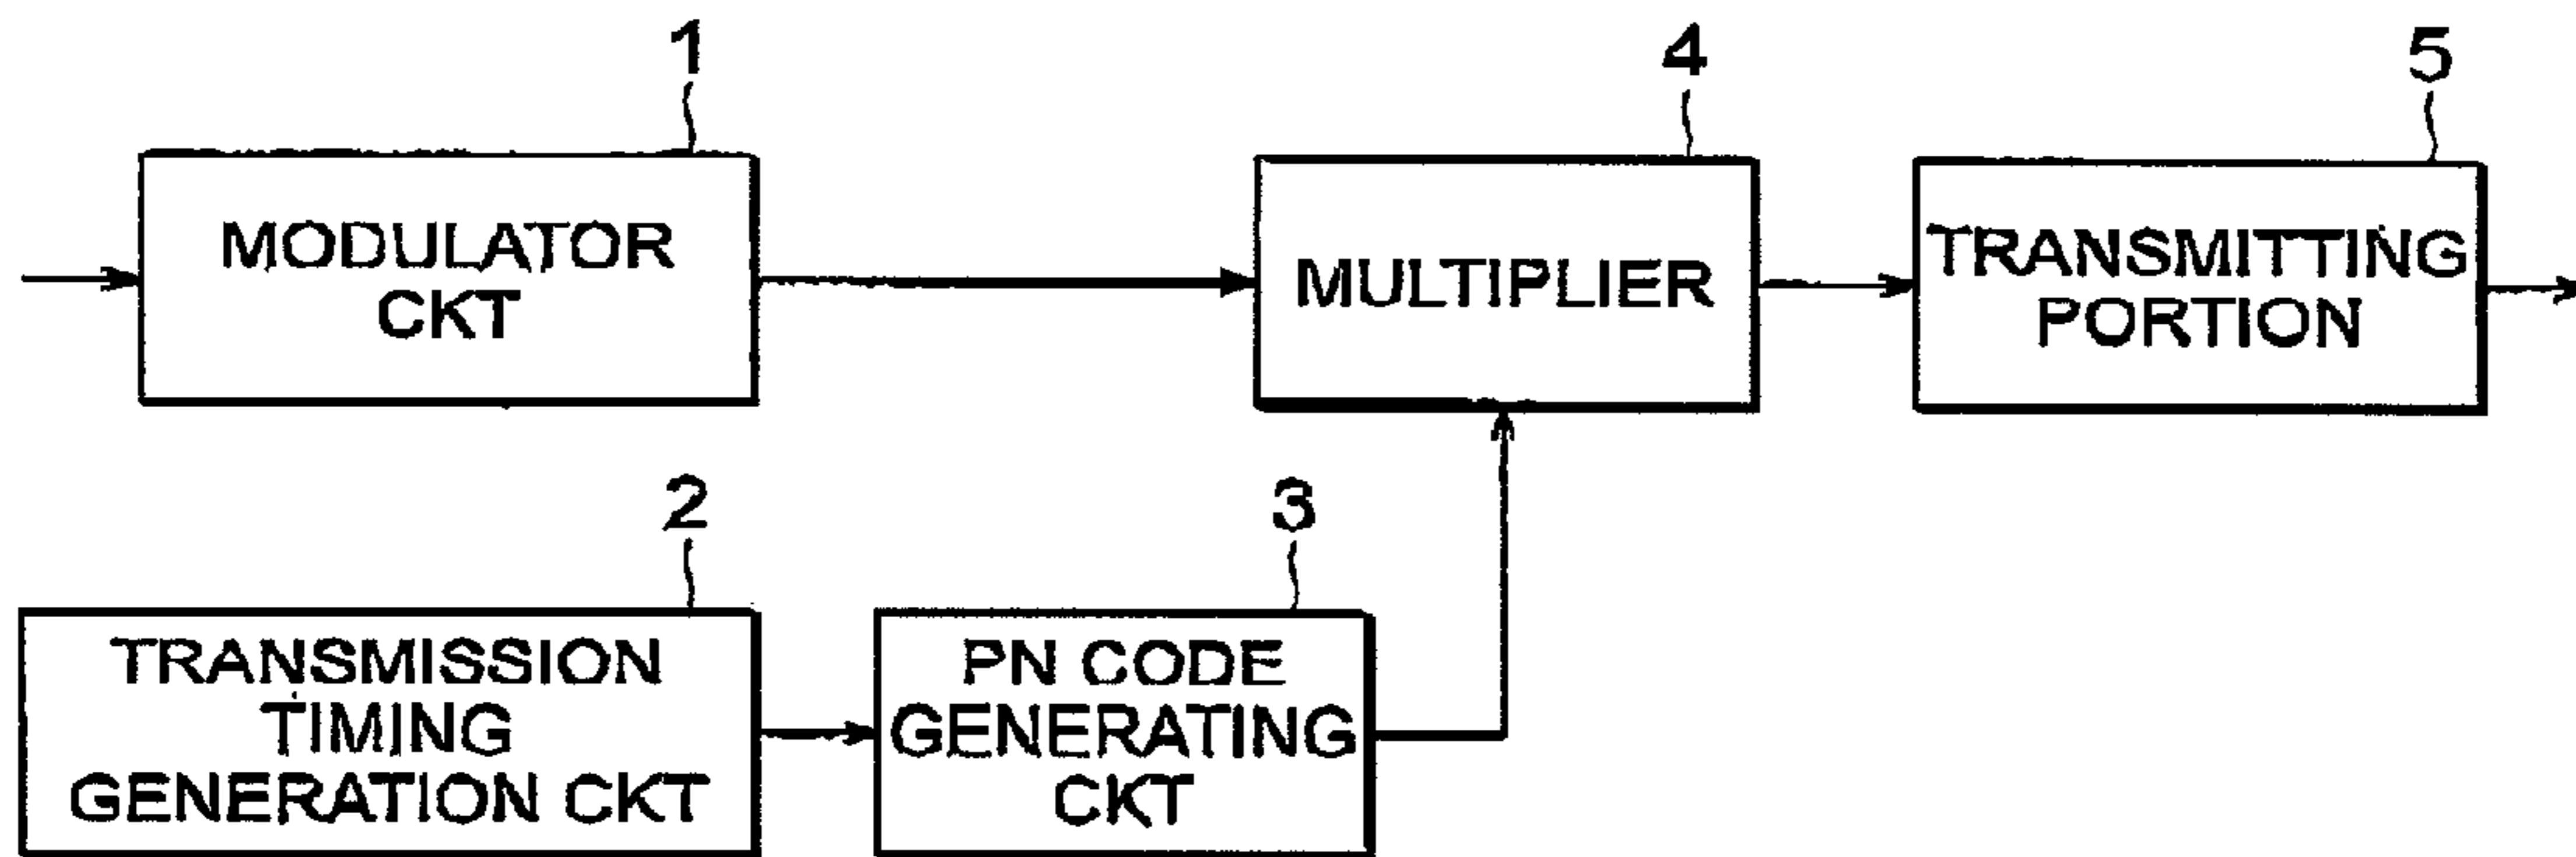 1
4
5
MODULATOR
CKT
MULTIPLIER
TRANSMITTING
PORTION
2
3
TRANSMISSION
TIMING
GENERATION CKT
PN CODE
GENERATING
CKT